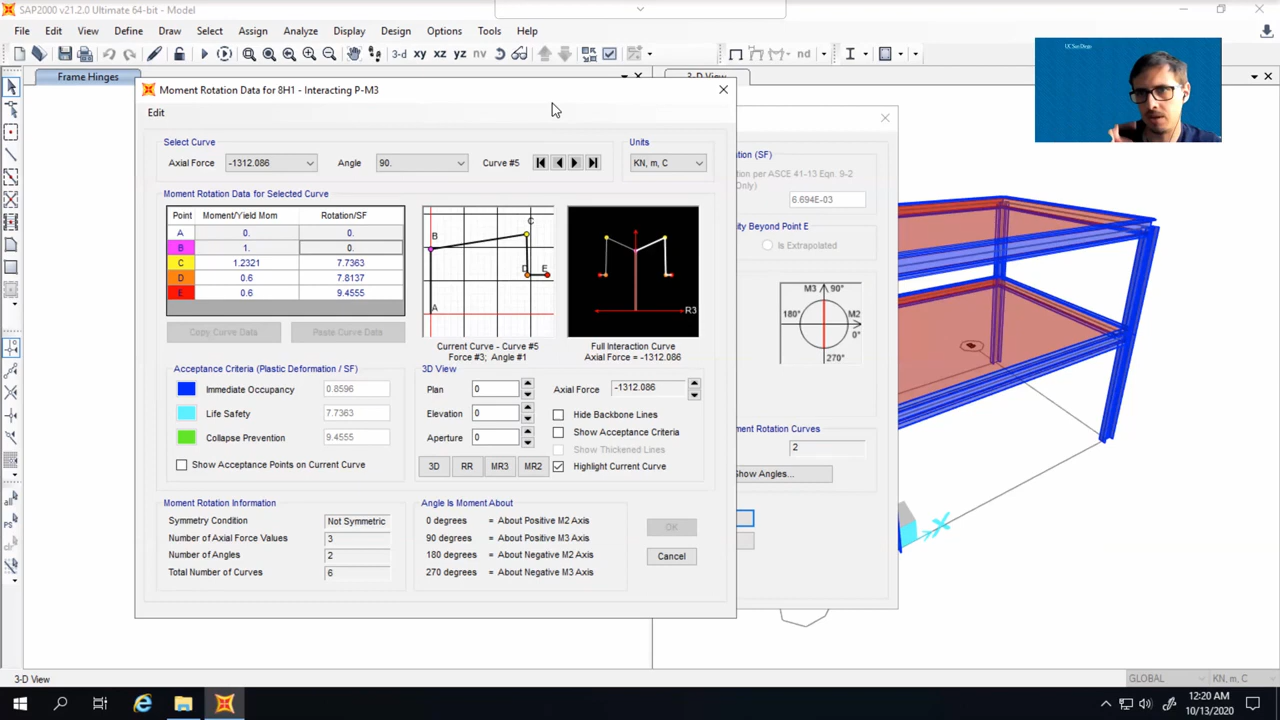 SAP2000 v21.2.0 Ultimate 64-bit - Model
File Edit View Define Draw Select Assign Analyze Display Design Options Tools Help
3-d xy xz yz nv
nd
Frame Hinges
3-D View
UC San Diego
Moment Rotation Data for 8H1 - Interacting P-M3
Edit
Select Curve
Axial Force -1312.086 Angle 90. Curve #5
Units
KN, m, C
Moment Rotation Data for Selected Curve
Point Moment/Yield Mom Rotation/SF
A 0. 0.
B 1. 0.
C 1.2321 7.7363
D 0.6 7.8137
E 0.6 9.4555
Copy Curve Data Paste Curve Data
B C D E A
Current Curve - Curve #5
Force #3; Angle #1
R3
Full Interaction Curve
Axial Force = -1312.086
Acceptance Criteria (Plastic Deformation / SF)
Immediate Occupancy 0.8596
Life Safety 7.7363
Collapse Prevention 9.4555
Show Acceptance Points on Current Curve
3D View
Plan 0
Elevation 0
Aperture 0
3D RR MR3 MR2
Axial Force -1312.086
Hide Backbone Lines
Show Acceptance Criteria
Show Thickened Lines
Highlight Current Curve
Moment Rotation Information
Symmetry Condition Not Symmetric
Number of Axial Force Values 3
Number of Angles 2
Total Number of Curves 6
Angle Is Moment About
0 degrees = About Positive M2 Axis
90 degrees = About Positive M3 Axis
180 degrees = About Negative M2 Axis
270 degrees = About Negative M3 Axis
OK
Cancel
tion (SF)
ation per ASCE 41-13 Eqn. 9-2
Only)
6.694E-03
ity Beyond Point E
Is Extrapolated
M3 90°
180° M2
0°
270°
ment Rotation Curves
2
Show Angles...
3-D View
GLOBAL
KN, m, C
12:20 AM
10/13/2020